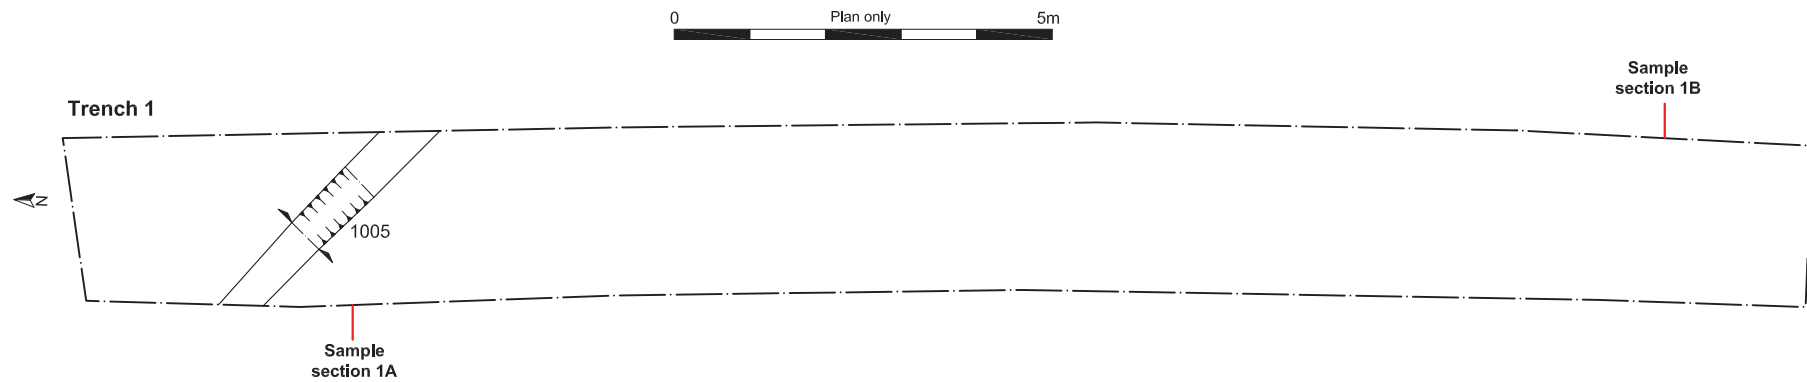 0 Plan only 5m
Sample
section 1B
Trench 1
N
1005
Sample
section 1A